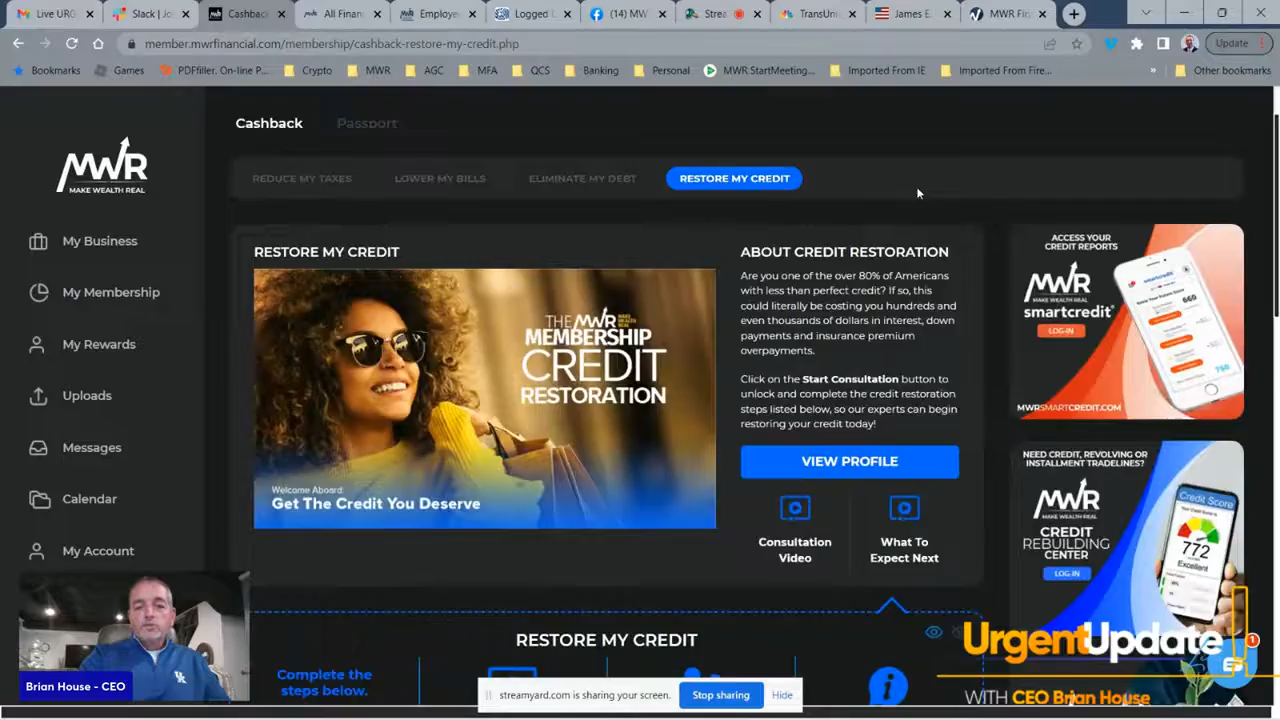 Live URG
Slack | Jo
Cashback
All Financ
Employe
Logged
(14) MW
Strea
TransUni
James E.
MWR Fin
member.mwrfinancial.com/membership/cashback-restore-my-credit.php
Update
Bookmarks
Games
PDFfiller. On-line P...
Crypto
MWR
AGC
MFA
QCS
Banking
Personal
MWR StartMeeting...
Imported From IE
Imported From Fire...
»
Other bookmarks
MWR
MAKE WEALTH REAL
My Business
My Membership
My Rewards
Uploads
Messages
Calendar
My Account
Cashback
Passport
REDUCE MY TAXES
LOWER MY BILLS
ELIMINATE MY DEBT
RESTORE MY CREDIT
RESTORE MY CREDIT
THE MWR MAKE WEALTH REAL
MEMBERSHIP
CREDIT
RESTORATION
Welcome Aboard:
Get The Credit You Deserve
ABOUT CREDIT RESTORATION
Are you one of the over 80% of Americans
with less than perfect credit? If so, this
could literally be costing you hundreds and
even thousands of dollars in interest, down
payments and insurance premium
overpayments.
Click on the Start Consultation button to
unlock and complete the credit restoration
steps listed below, so our experts can begin
restoring your credit today!
VIEW PROFILE
Consultation
Video
What To
Expect Next
ACCESS YOUR
CREDIT REPORTS
MWR
MAKE WEALTH REAL
smartcredit
LOG-IN
MWRSMARTCREDIT.COM
NEED CREDIT, REVOLVING OR
INSTALLMENT TRADELINES?
MWR
MAKE WEALTH REAL
CREDIT
REBUILDING
CENTER
LOG IN
Credit Score
772
Excellent
RESTORE MY CREDIT
Complete the
steps below.
Brian House - CEO
streamyard.com is sharing your screen.
Stop sharing
Hide
UrgentUpdate
1
WITH CEO Brian House